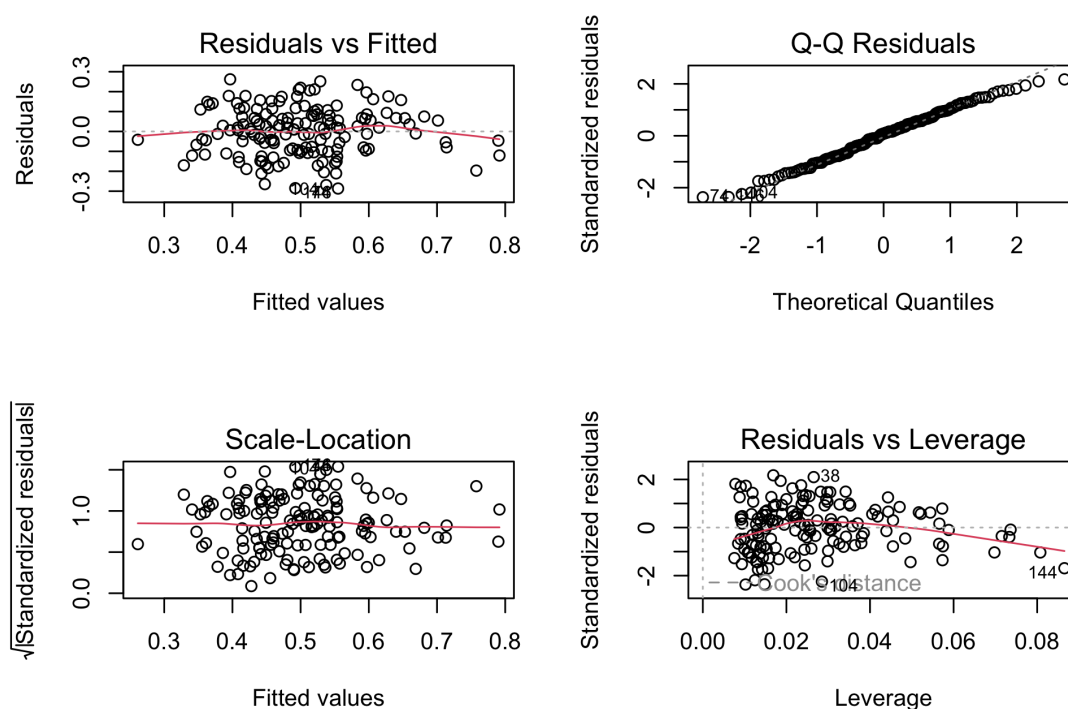 Residuals vs Fitted
Residuals
0.3
0.0
-0.3
0.3 0.4 0.5 0.6 0.7 0.8
Fitted values
Q-Q Residuals
Standardized residuals
2
0
-2
74
-2 -1 0 1 2
Theoretical Quantiles
Scale-Location
√|Standardized residuals|
1.0
0.0
0.3 0.4 0.5 0.6 0.7 0.8
Fitted values
Residuals vs Leverage
Standardized residuals
2
0
-2
38
144
104
Cook's distance
0.00 0.02 0.04 0.06 0.08
Leverage